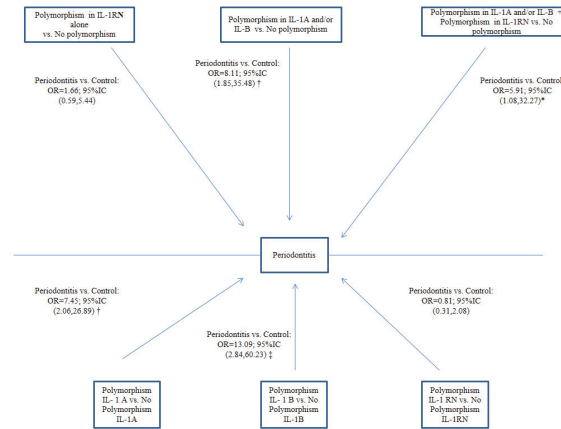 Polymorphism in IL-1RN
alone
vs. No polymorphism
Polymorphism in IL-1A and/or
IL-B vs. No polymorphism
Polymorphism in IL-1A and/or IL-B +
Polymorphism in IL-1RN vs. No
polymorphism
Periodontitis vs. Control:
OR=1.66; 95%IC
(0.59,5.44)
Periodontitis vs. Control:
OR=8.11; 95%IC
(1.85,35.48) †
Periodontitis vs. Control:
OR=5.91; 95%IC
(1.08,32.27)*
Periodontitis
Periodontitis vs. Control:
OR=7.45; 95%IC
(2.06,26.89) †
Periodontitis vs. Control:
OR=13.09; 95%IC
(2.84,60.23) ‡
Periodontitis vs. Control:
OR=0.81; 95%IC
(0.31,2.08)
Polymorphism
IL- 1 A vs. No
Polymorphism
IL-1A
Polymorphism
IL- 1 B vs. No
Polymorphism
IL-1B
Polymorphism
IL-1 RN vs. No
Polymorphism
IL-1RN